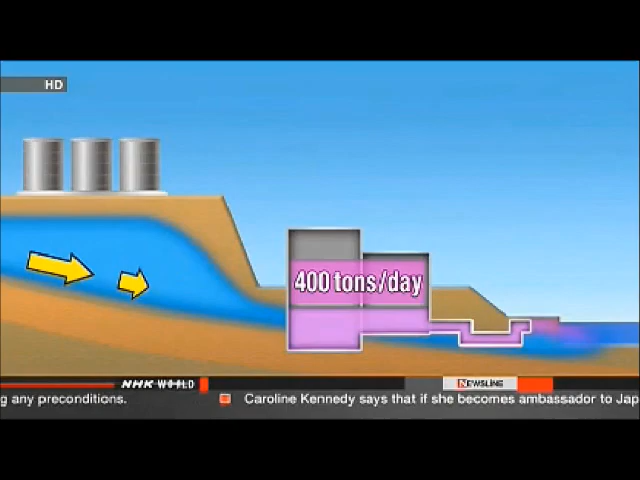 HD
400 tons/day
NHK WORLD
NEWSLINE
g any preconditions.
Caroline Kennedy says that if she becomes ambassador to Jap